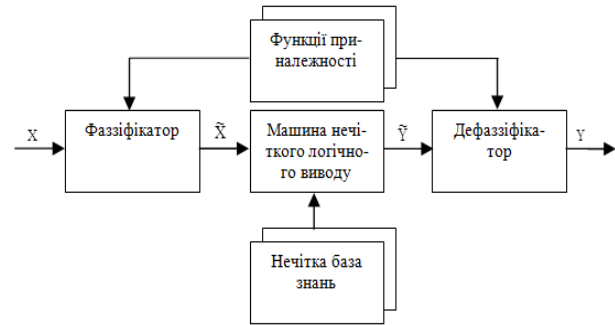 Функції при-
належності
X
Фаззіфікатор
X̃
Машина нечі-
ткого логічно-
го виводу
Ỹ
Дефаззіфіка-
тор
Y
Нечітка база
знань